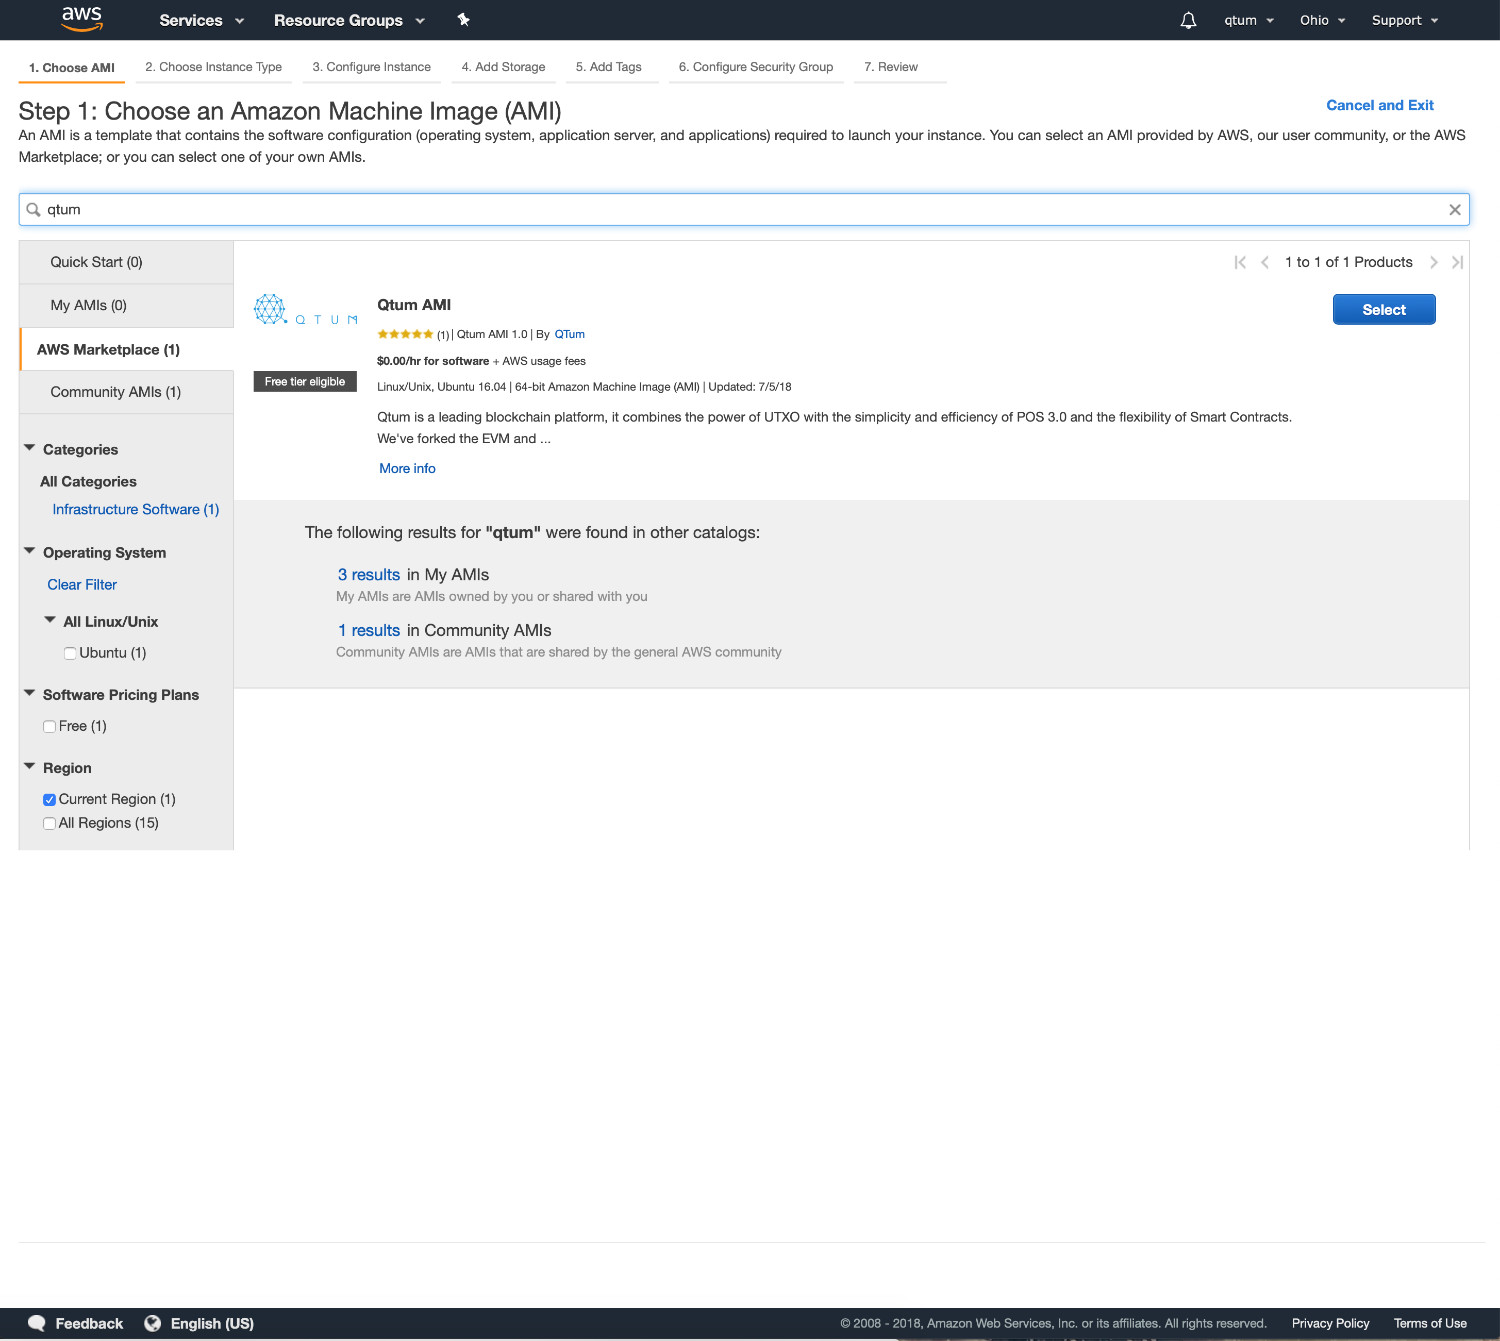 aws Services Resource Groups qtum Ohio Support
1. Choose AMI 2. Choose Instance Type 3. Configure Instance 4. Add Storage 5. Add Tags 6. Configure Security Group 7. Review
Step 1: Choose an Amazon Machine Image (AMI)
Cancel and Exit
An AMI is a template that contains the software configuration (operating system, application server, and applications) required to launch your instance. You can select an AMI provided by AWS, our user community, or the AWS
Marketplace; or you can select one of your own AMIs.
qtum
Quick Start (0)
My AMIs (0)
AWS Marketplace (1)
Community AMIs (1)
Categories
All Categories
Infrastructure Software (1)
Operating System
Clear Filter
All Linux/Unix
Ubuntu (1)
Software Pricing Plans
Free (1)
Region
Current Region (1)
All Regions (15)
1 to 1 of 1 Products
QTUM
Free tier eligible
Qtum AMI
Select
(1) | Qtum AMI 1.0 | By QTum
$0.00/hr for software + AWS usage fees
Linux/Unix, Ubuntu 16.04 | 64-bit Amazon Machine Image (AMI) | Updated: 7/5/18
Qtum is a leading blockchain platform, it combines the power of UTXO with the simplicity and efficiency of POS 3.0 and the flexibility of Smart Contracts.
We've forked the EVM and ...
More info
The following results for "qtum" were found in other catalogs:
3 results in My AMIs
My AMIs are AMIs owned by you or shared with you
1 results in Community AMIs
Community AMIs are AMIs that are shared by the general AWS community
Feedback English (US) © 2008 - 2018, Amazon Web Services, Inc. or its affiliates. All rights reserved. Privacy Policy Terms of Use